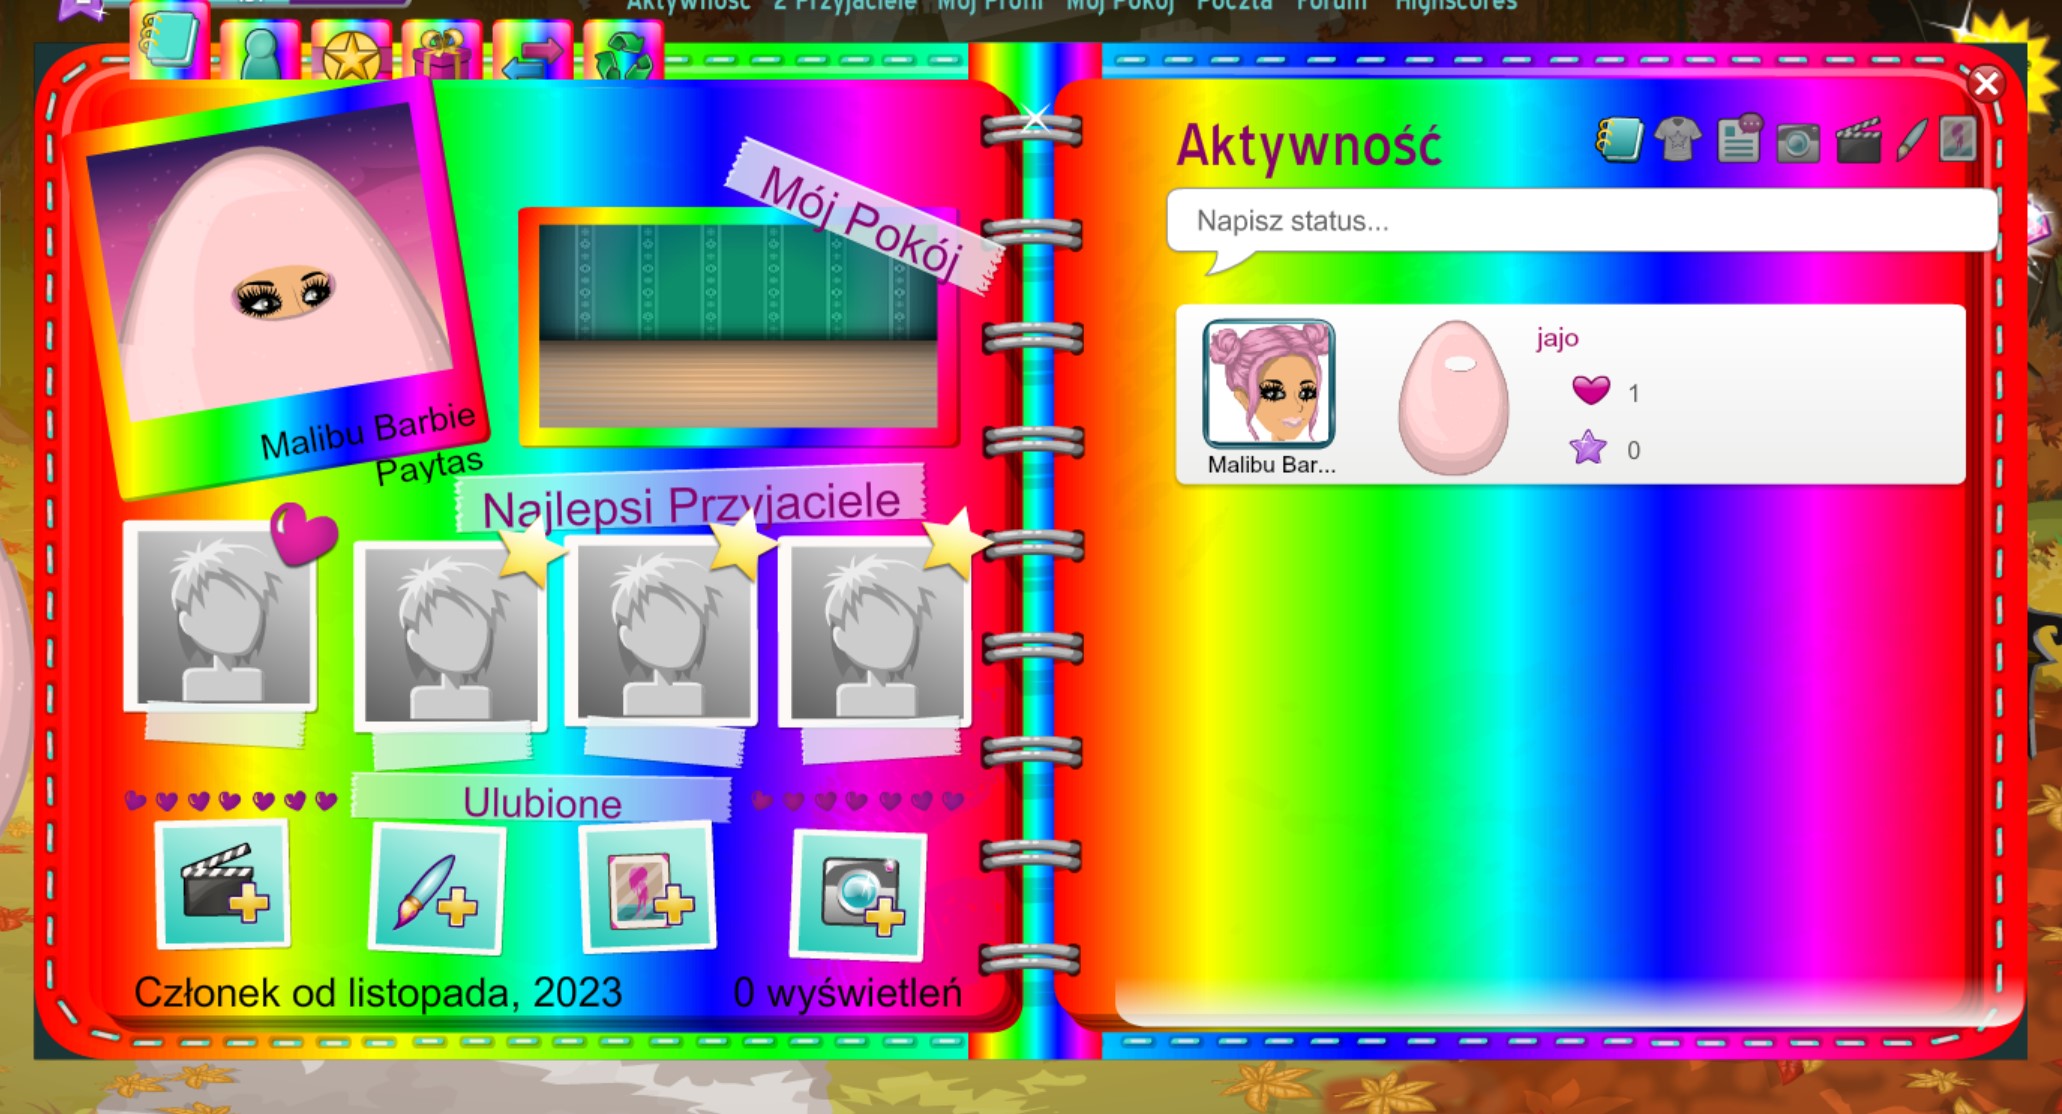 Aktywność 2 Przyjaciele Mój Profil Mój Pokój Poczta Forum Highscores
Malibu Barbie
Paytas
Mój Pokój
Najlepsi Przyjaciele
Ulubione
Członek od listopada, 2023
0 wyświetleń
Aktywność
Napisz status...
Malibu Bar...
jajo
1
0